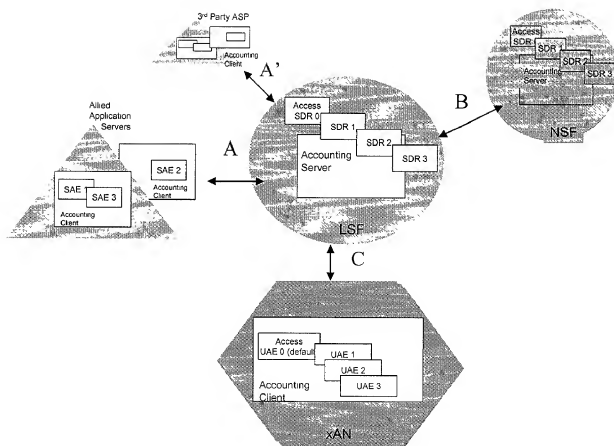 3rd Party ASP
Accounting
Client
A'
Access
SDR 0
SDR 1
SDR 2
SDR 3
Accounting
Server
LSF
B
Access
SDR
SDR 1
SDR 2
SDR 3
Accounting
Server
NSF
Allied
Application
Servers
SAE 2
Accounting
Client
SAE 1
SAE 3
Accounting
Client
A
C
Access
UAE 0 (default
UAE 1
UAE 2
UAE 3
Accounting
Client
xAN